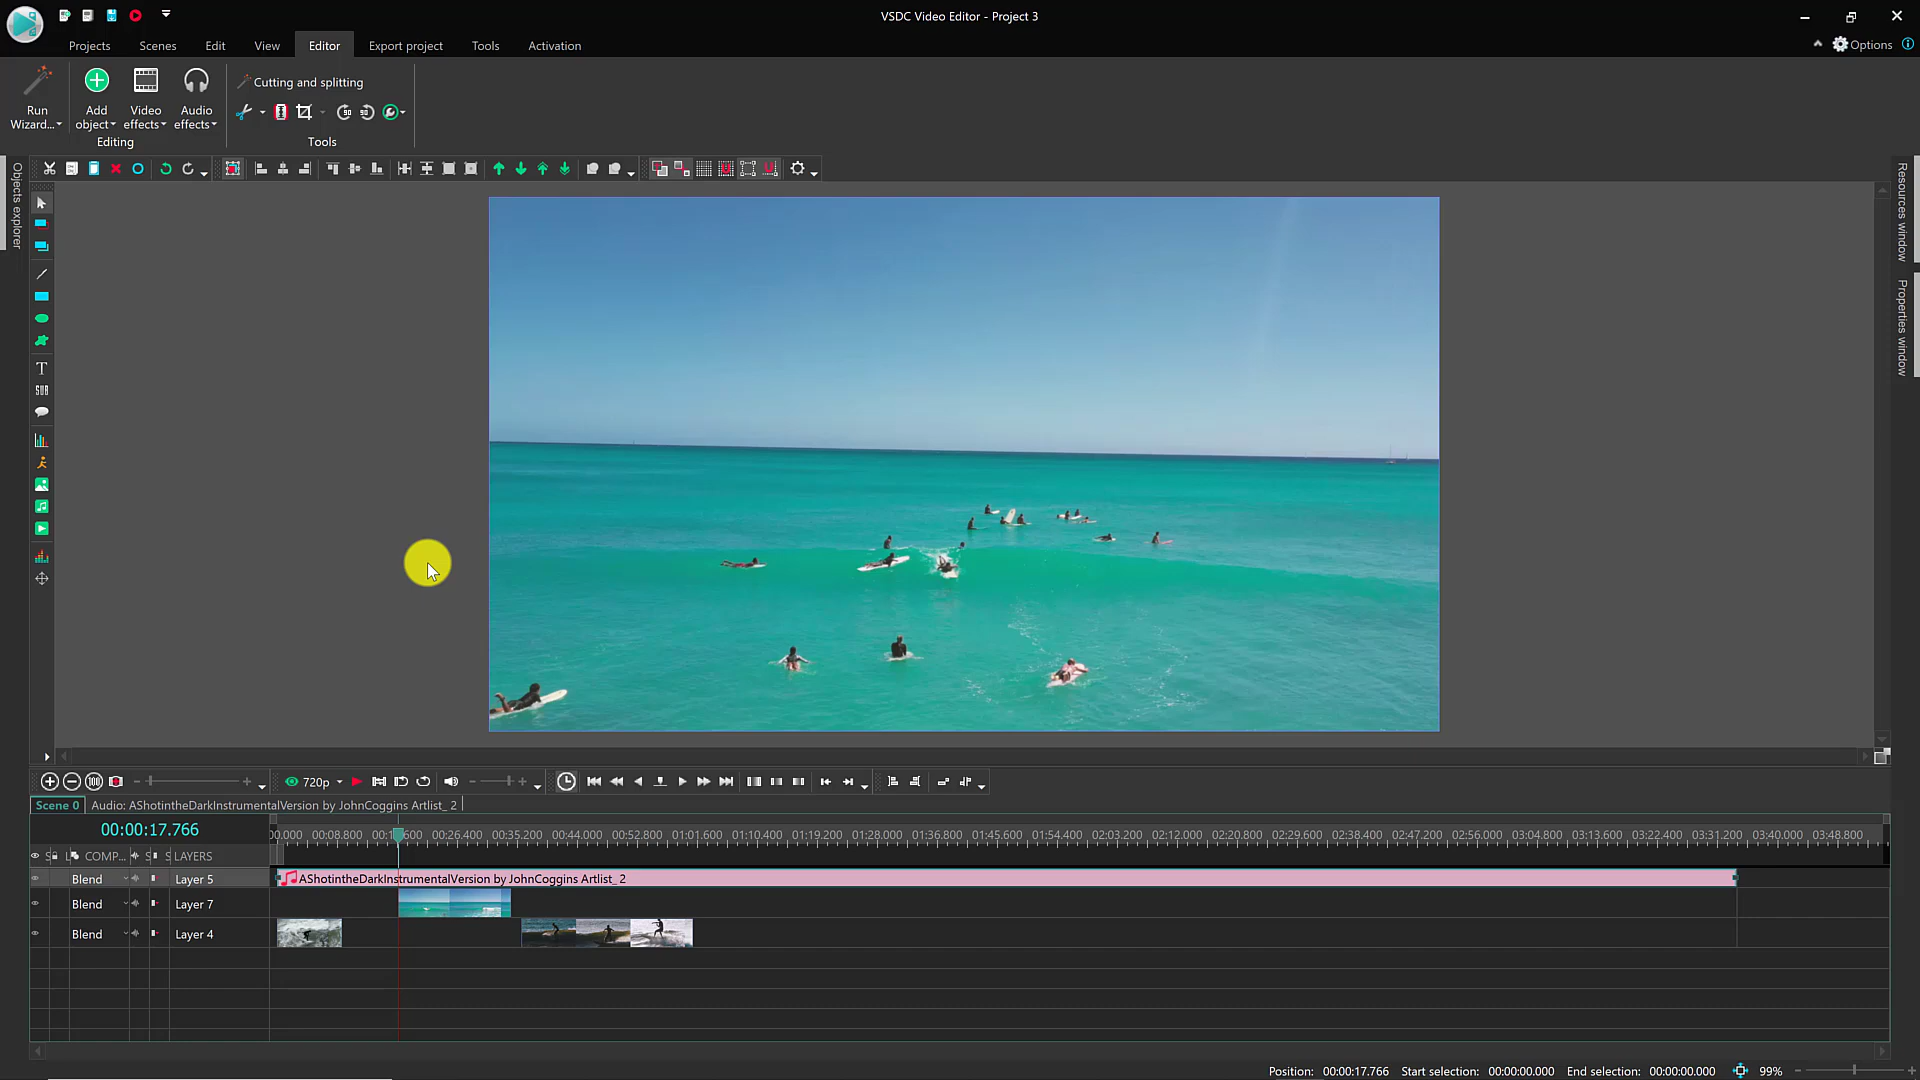 VSDC Video Editor - Project 3
Projects Scenes Edit View Editor Export project Tools Activation
Options
Run Wizard...
Add object
Video effects
Audio effects
Editing
Cutting and splitting
Tools
Objects explorer
Resources window
Properties window
T
SUB
720p
Scene 0 Audio: AShotintheDarkInstrumentalVersion by JohnCoggins Artlist_ 2
00:00:17.766
:00.000 00:08.800 00:26.400 00:35.200 00:44.000 00:52.800 01:01.600 01:10.400 01:19.200 01:28.000 01:36.800 01:45.600 01:54.400 02:03.200 02:12.000 02:20.800 02:29.600 02:38.400 02:47.200 02:56.000 03:04.800 03:13.600 03:22.400 03:31.200 03:40.000 03:48.800
COMP... LAYERS
Blend Layer 5 AShotintheDarkInstrumentalVersion by JohnCoggins Artlist_ 2
Blend Layer 7
Blend Layer 4
Position: 00:00:17.766 Start selection: 00:00:00.000 End selection: 00:00:00.000 99%